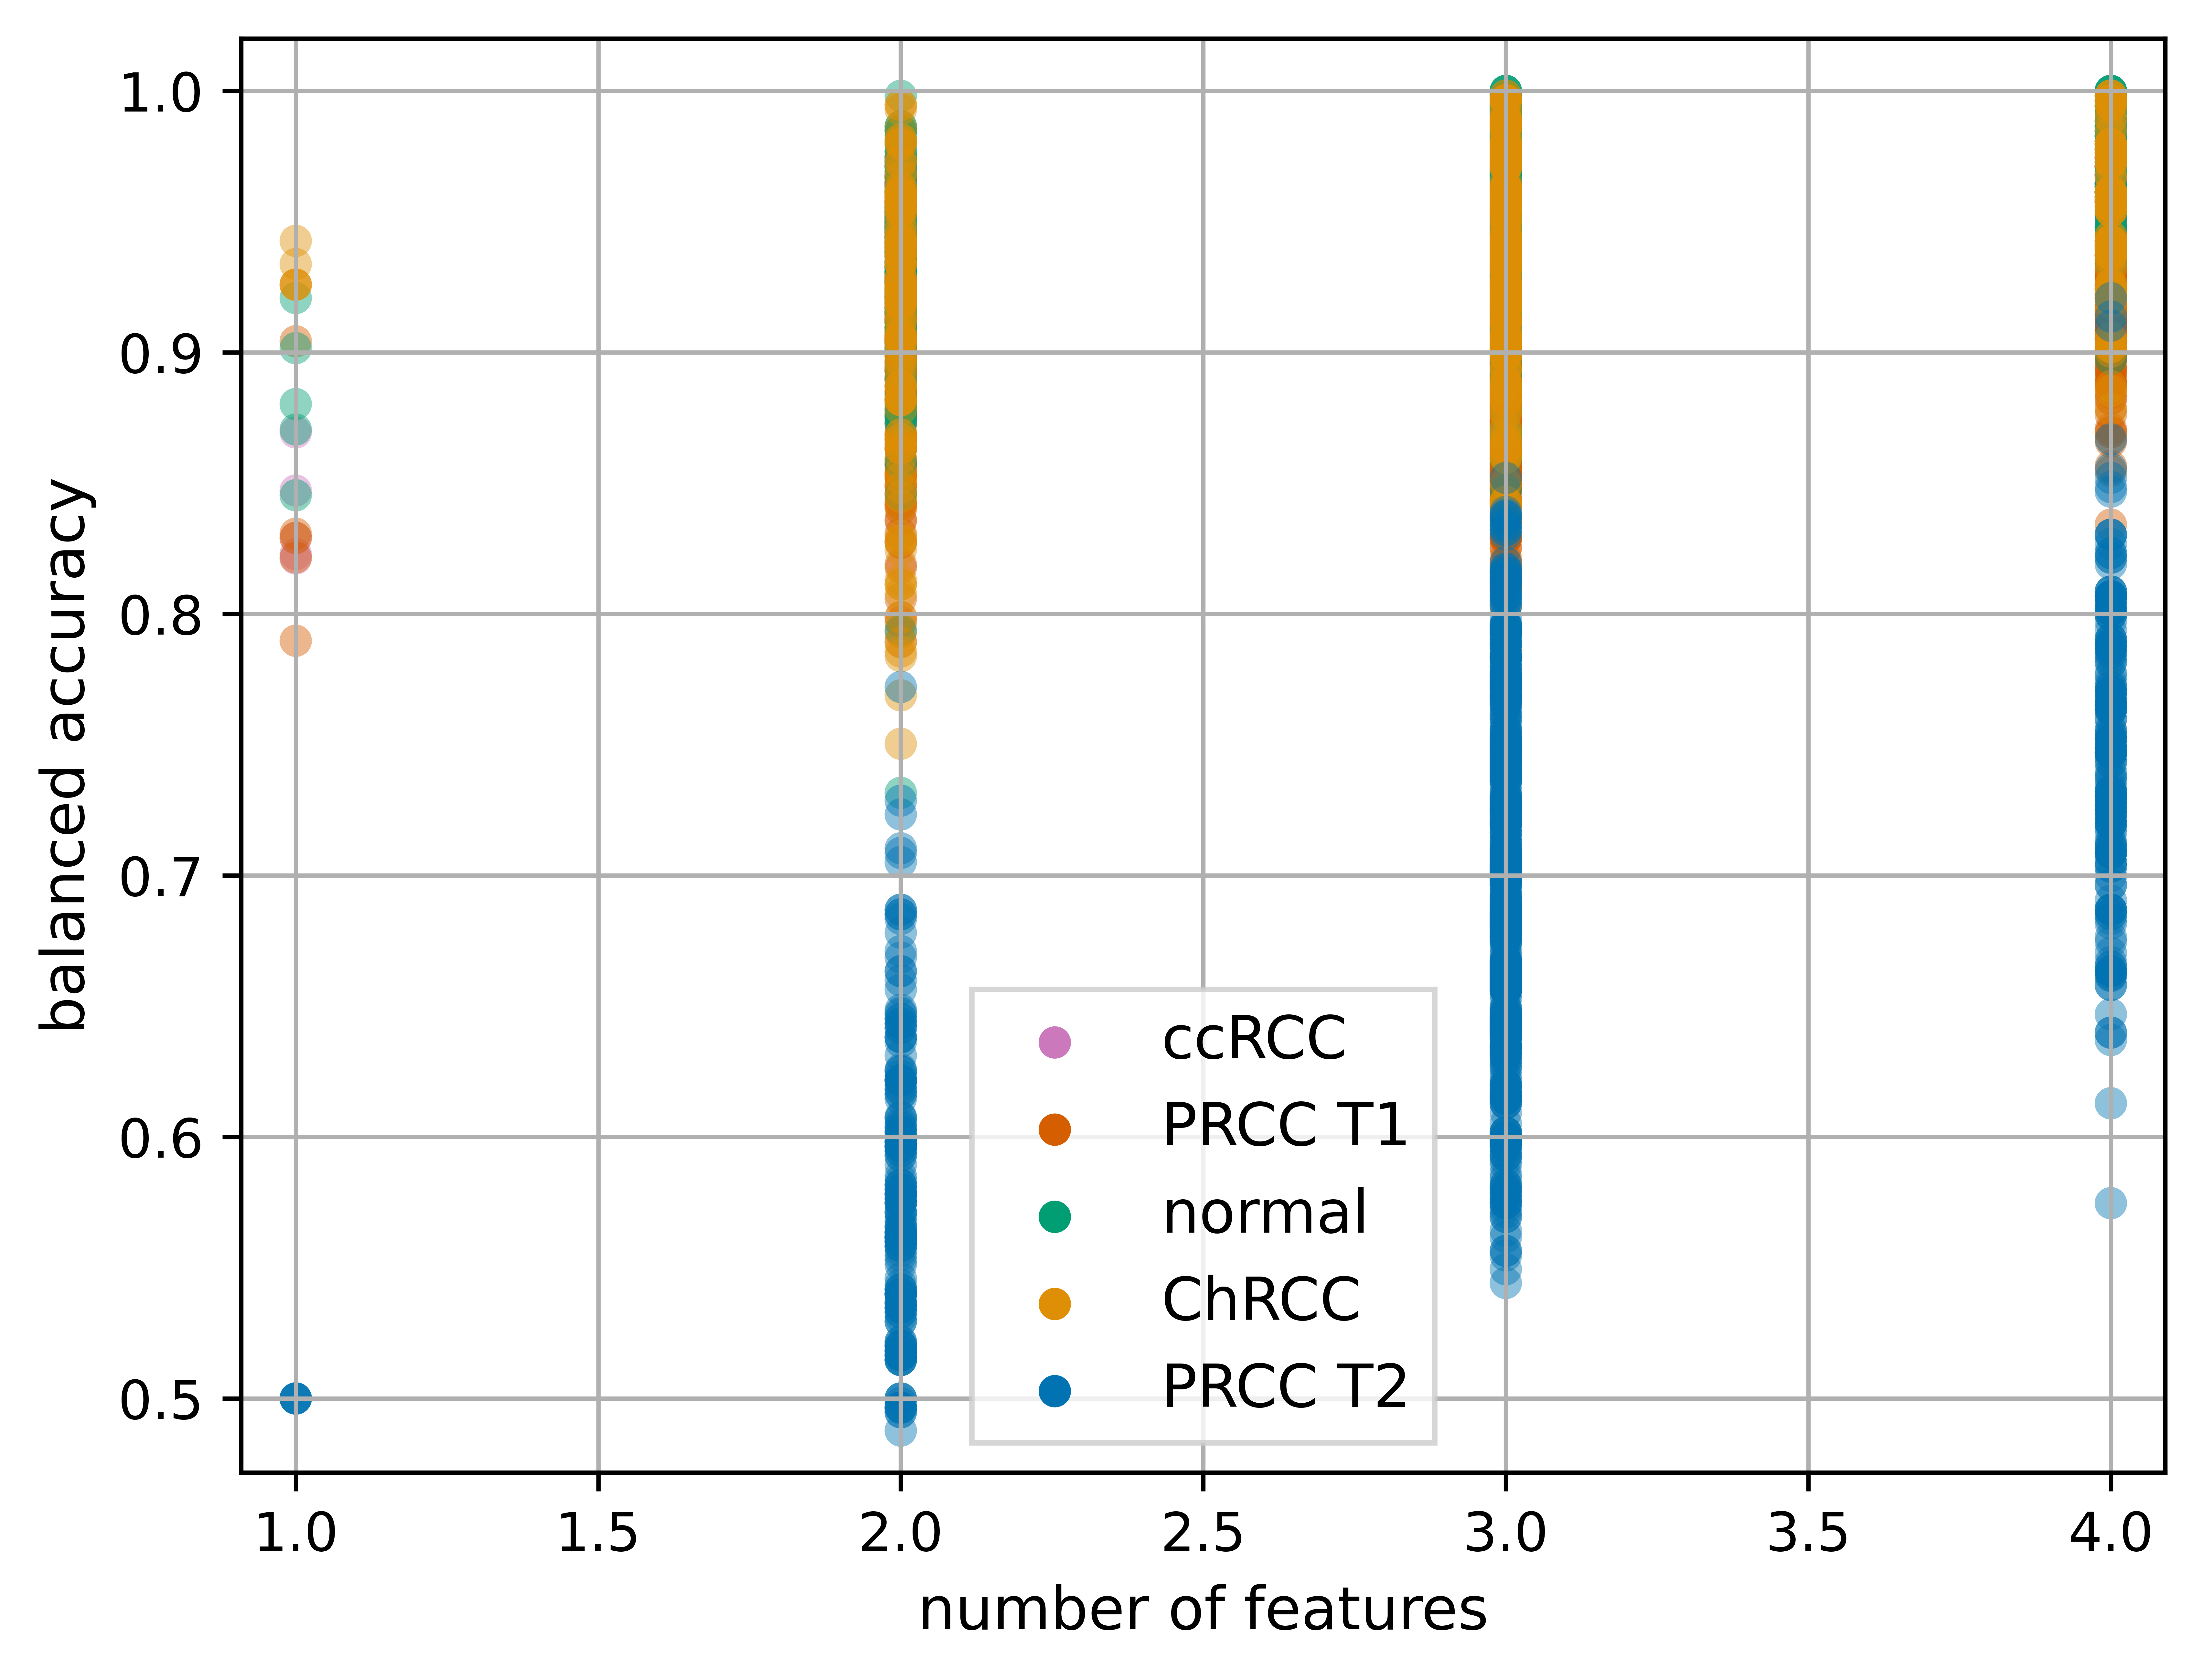 1.0
0.9
0.8
0.7
0.6
0.5
balanced accuracy
ccRCC
PRCC T1
normal
ChRCC
PRCC T2
1.0 1.5 2.0 2.5 3.0 3.5 4.0
number of features